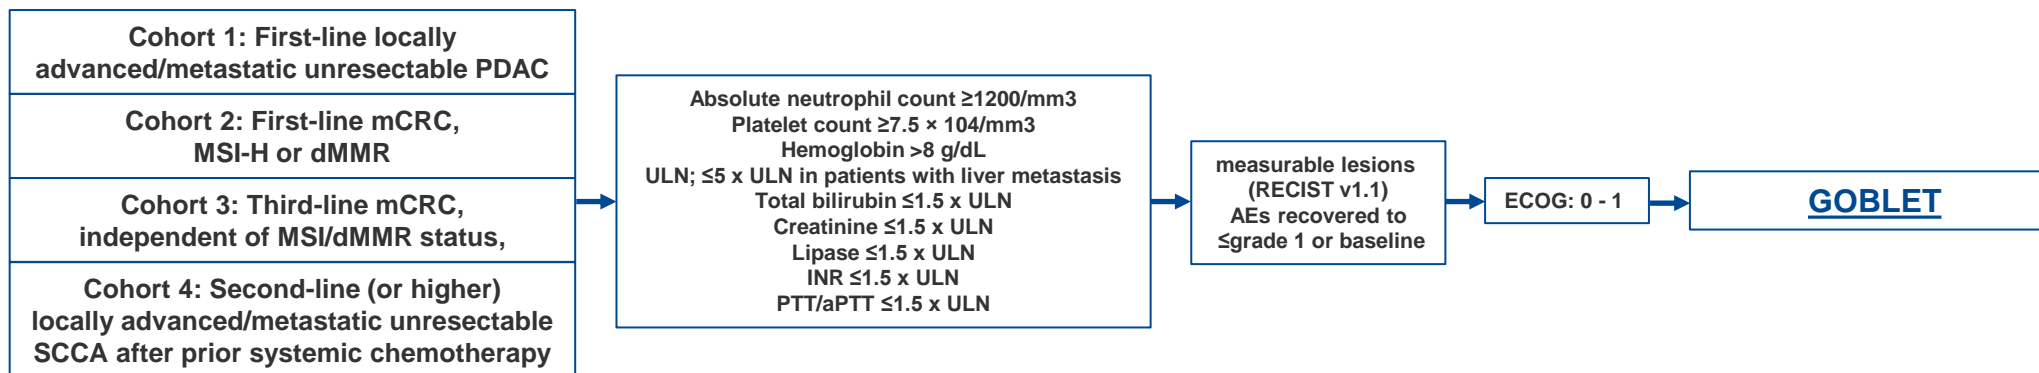 Cohort 1: First-line locally
advanced/metastatic unresectable PDAC
Cohort 2: First-line mCRC,
MSI-H or dMMR
Cohort 3: Third-line mCRC,
independent of MSI/dMMR status,
Cohort 4: Second-line (or higher)
locally advanced/metastatic unresectable
SCCA after prior systemic chemotherapy
Absolute neutrophil count ≥1200/mm3
Platelet count ≥7.5 × 104/mm3
Hemoglobin >8 g/dL
ULN; ≤5 x ULN in patients with liver metastasis
Total bilirubin ≤1.5 x ULN
Creatinine ≤1.5 x ULN
Lipase ≤1.5 x ULN
INR ≤1.5 x ULN
PTT/aPTT ≤1.5 x ULN
measurable lesions
(RECIST v1.1)
AEs recovered to
≤grade 1 or baseline
ECOG: 0 - 1
GOBLET